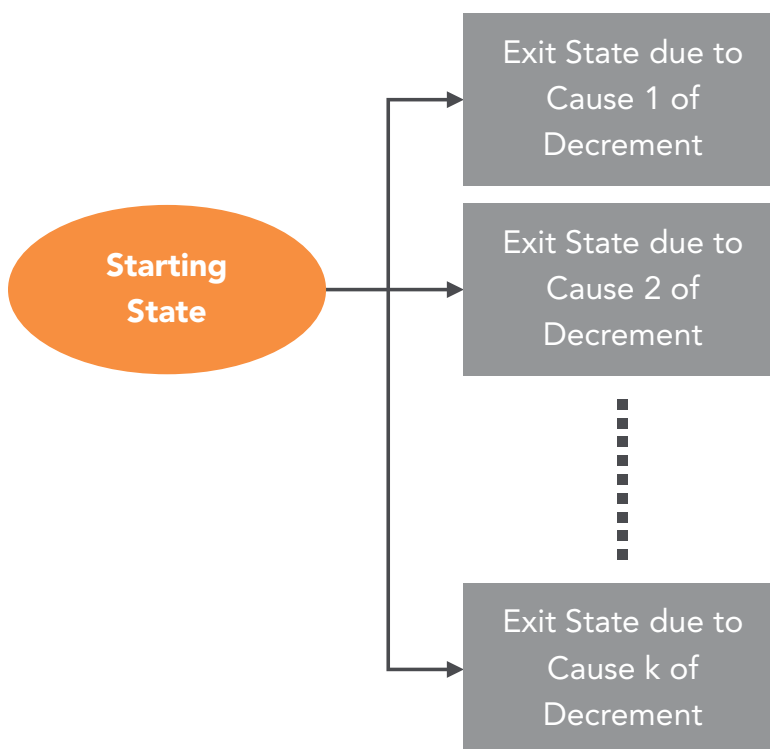 Exit State due to
Cause 1 of
Decrement
Starting
State
Exit State due to
Cause 2 of
Decrement
Exit State due to
Cause k of
Decrement